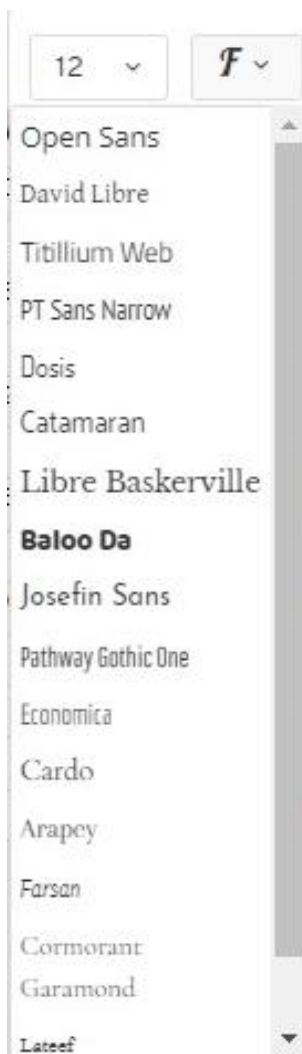 12 F
Open Sans
David Libre
Titillium Web
PT Sans Narrow
Dosis
Catamaran
Libre Baskerville
Baloo Da
Josefin Sans
Pathway Gothic One
Economica
Cardo
Arapey
Farsan
Cormorant
Garamond
Lateef